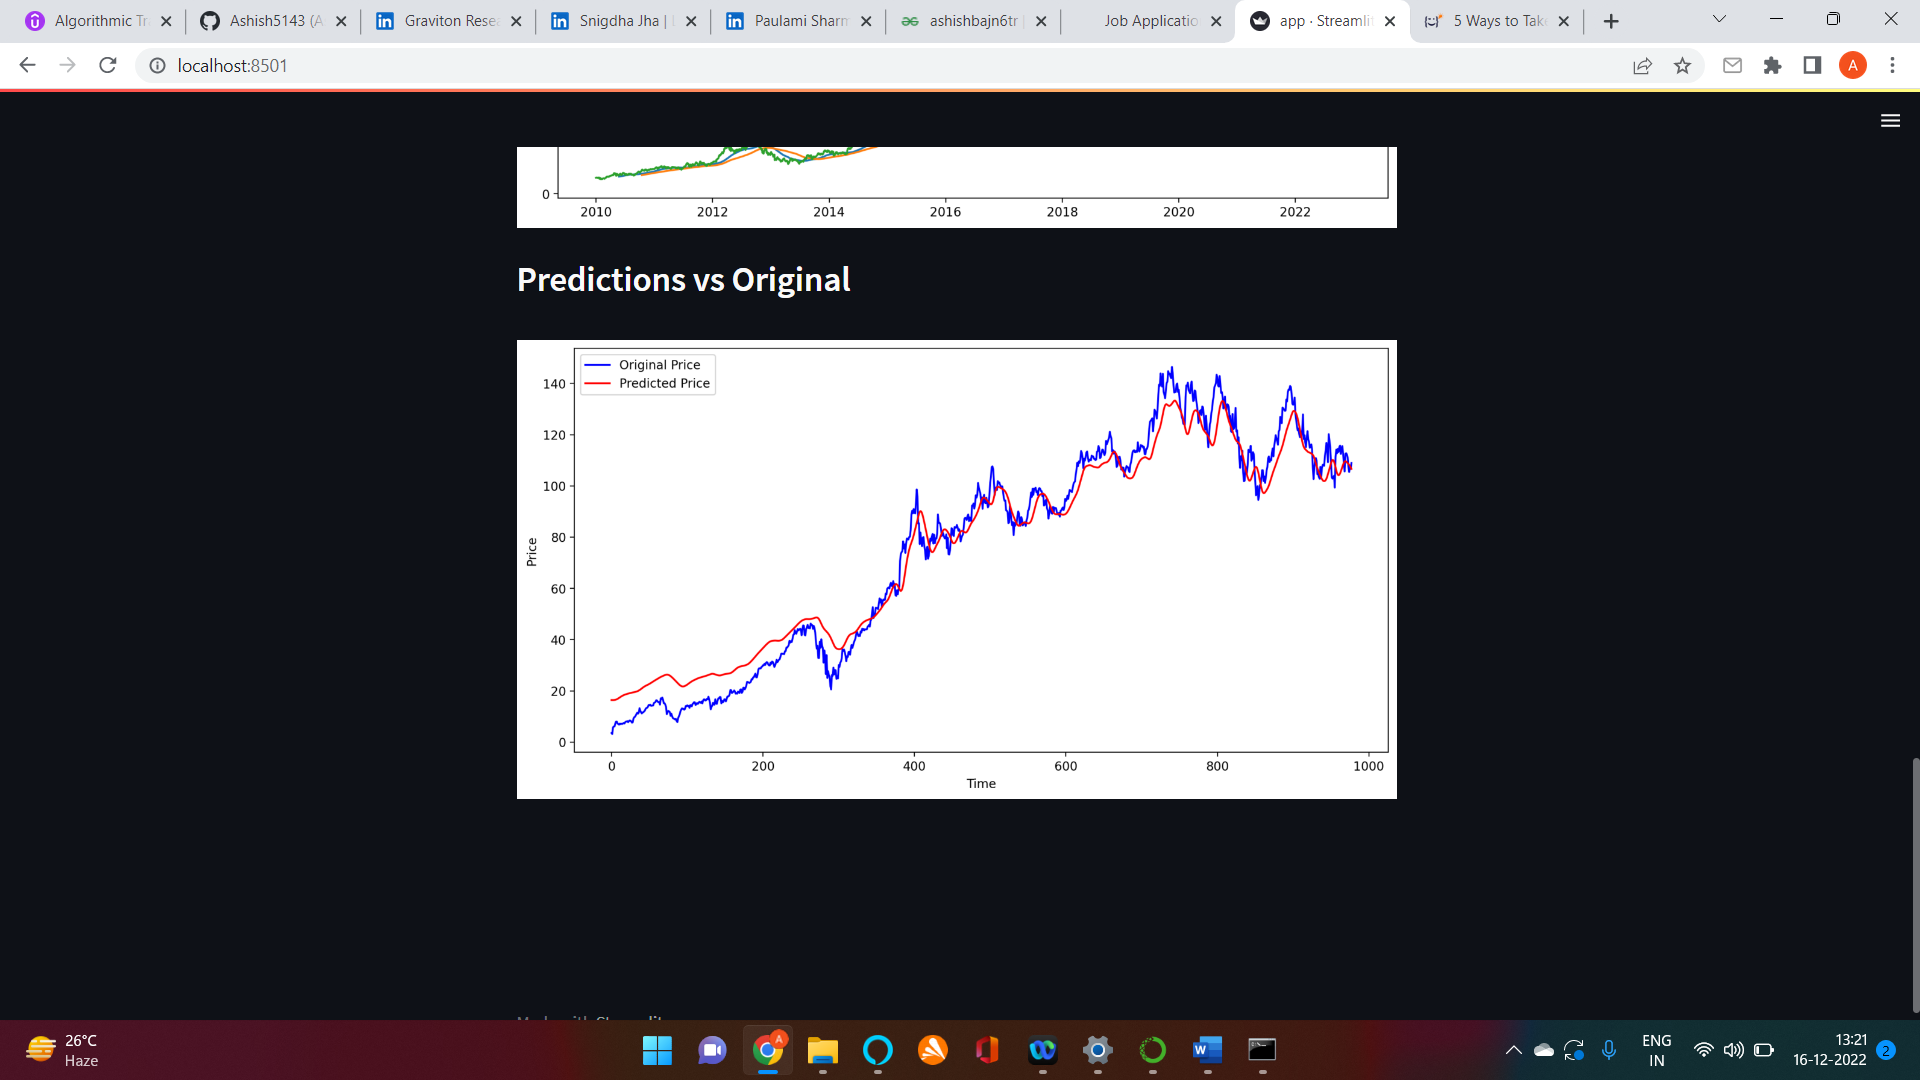 Algorithmic Tr
Ashish5143 (A
Graviton Rese
Snigdha Jha |
Paulami Sharm
ashishbajn6tr |
Job Applicatio
app · Streamli
5 Ways to Take
localhost:8501
A
0
2010 2012 2014 2016 2018 2020 2022
Predictions vs Original
Original Price
Predicted Price
140
120
100
80
60
40
20
0
Price
0 200 400 600 800 1000
Time
26°C
Haze
ENG
IN
13:21
16-12-2022
2